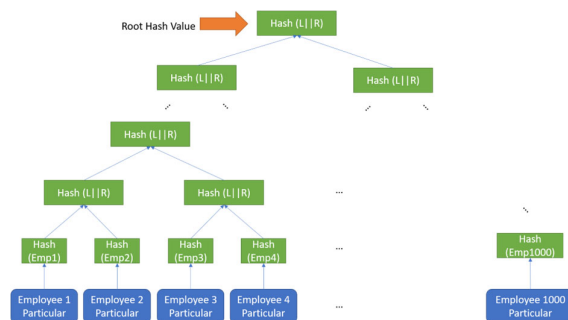 Root Hash Value
Hash (L||R)
Hash (L||R)
Hash (L||R)
...
...
...
...
Hash (L||R)
Hash (L||R)
Hash (L||R)
...
...
Hash
(Emp1)
Hash
(Emp2)
Hash
(Emp3)
Hash
(Emp4)
...
Hash
(Emp1000)
Employee 1
Particular
Employee 2
Particular
Employee 3
Particular
Employee 4
Particular
...
Employee 1000
Particular